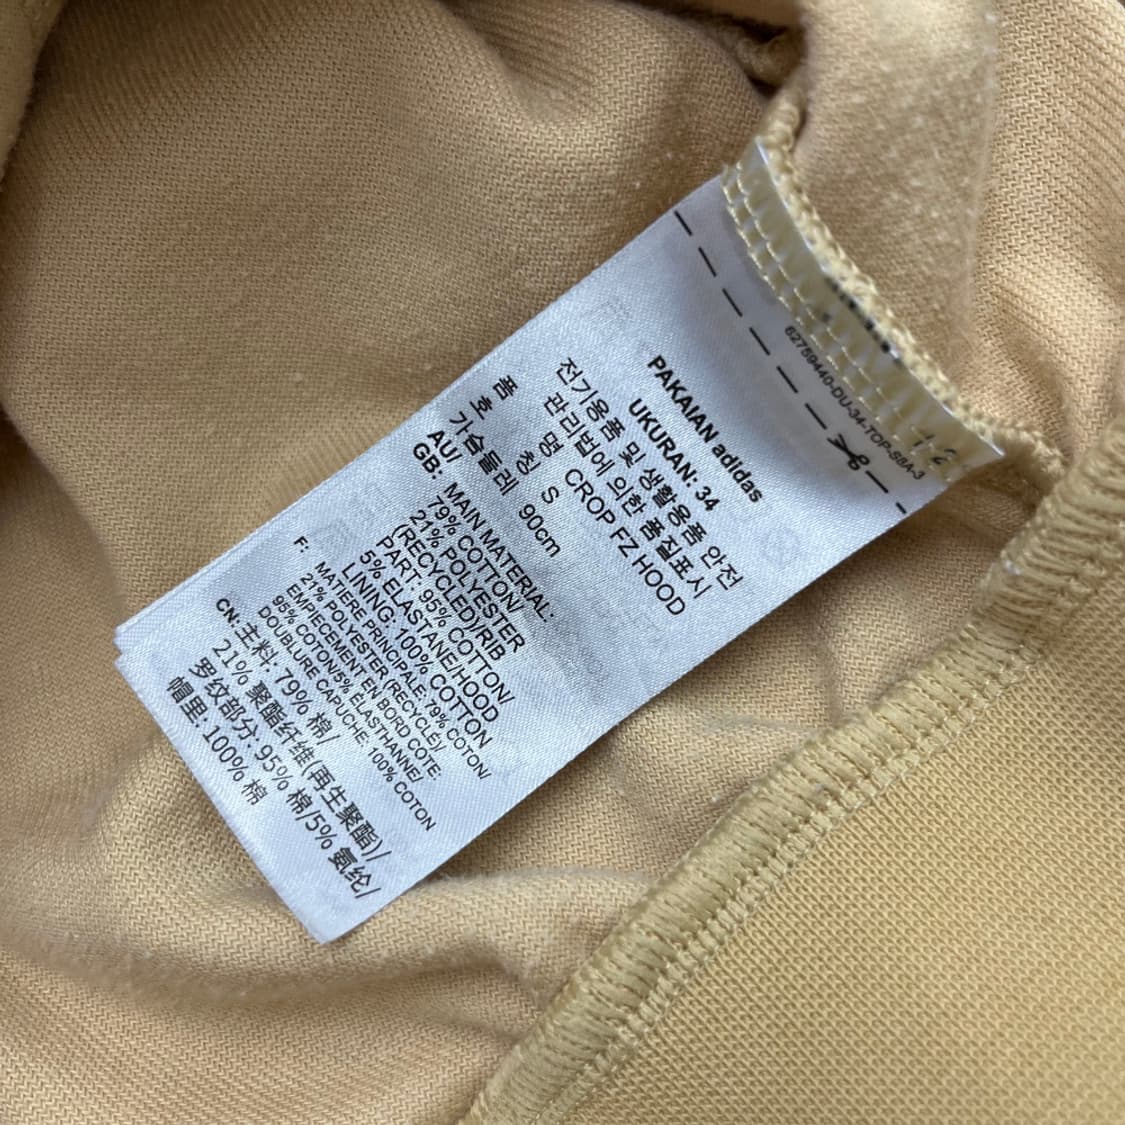 62759440-DU-34-TOP-S8A-3
PAKAIAN adidas
UKURAN: 34
전기용품 및 생활용품 안전
관리법에 의한 품질표시
품 명 CROP FZ HOOD
호 칭 S
가슴둘레 90cm
AU/
GB: MAIN MATERIAL:
79% COTTON/
21% POLYESTER
(RECYCLED)/RIB
PART: 95% COTTON/
5% ELASTANE/HOOD
LINING: 100% COTTON
F: MATIERE PRINCIPALE: 79% COTON/
21% POLYESTER (RECYCLÉ)/
EMPIECEMENT EN BORD COTE:
95% COTON/5% ÉLASTHANNE/
DOUBLURE CAPUCHE: 100% COTON
CN: 主料: 79% 棉/
21% 聚酯纤维(再生聚酯)/
罗纹部分: 95% 棉/5% 氨纶/
帽里: 100% 棉